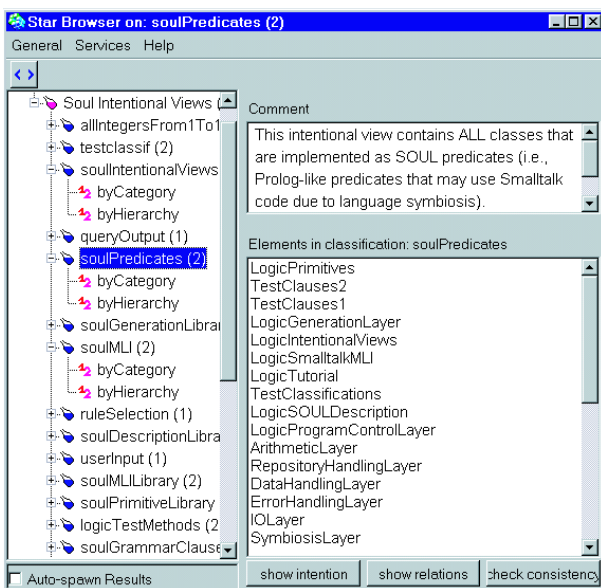 Star Browser on: soulPredicates (2)
General Services Help
< >
Soul Intentional Views (
allIntegersFrom1To1
testclassif (2)
soulIntentionalViews
byCategory
byHierarchy
queryOutput (1)
soulPredicates (2)
byCategory
byHierarchy
soulGenerationLibrar
soulMLI (2)
byCategory
byHierarchy
ruleSelection (1)
soulDescriptionLibra
userInput (1)
soulMLILibrary (2)
soulPrimitiveLibrary
logicTestMethods (2
soulGrammarClause
Auto-spawn Results
Comment
This intentional view contains ALL classes that
are implemented as SOUL predicates (i.e.,
Prolog-like predicates that may use Smalltalk
code due to language symbiosis).
Elements in classification: soulPredicates
LogicPrimitives
TestClauses2
TestClauses1
LogicGenerationLayer
LogicIntentionalViews
LogicSmalltalkMLI
LogicTutorial
TestClassifications
LogicSOULDescription
LogicProgramControlLayer
ArithmeticLayer
RepositoryHandlingLayer
DataHandlingLayer
ErrorHandlingLayer
IOLayer
SymbiosisLayer
show intention
show relations
check consistency